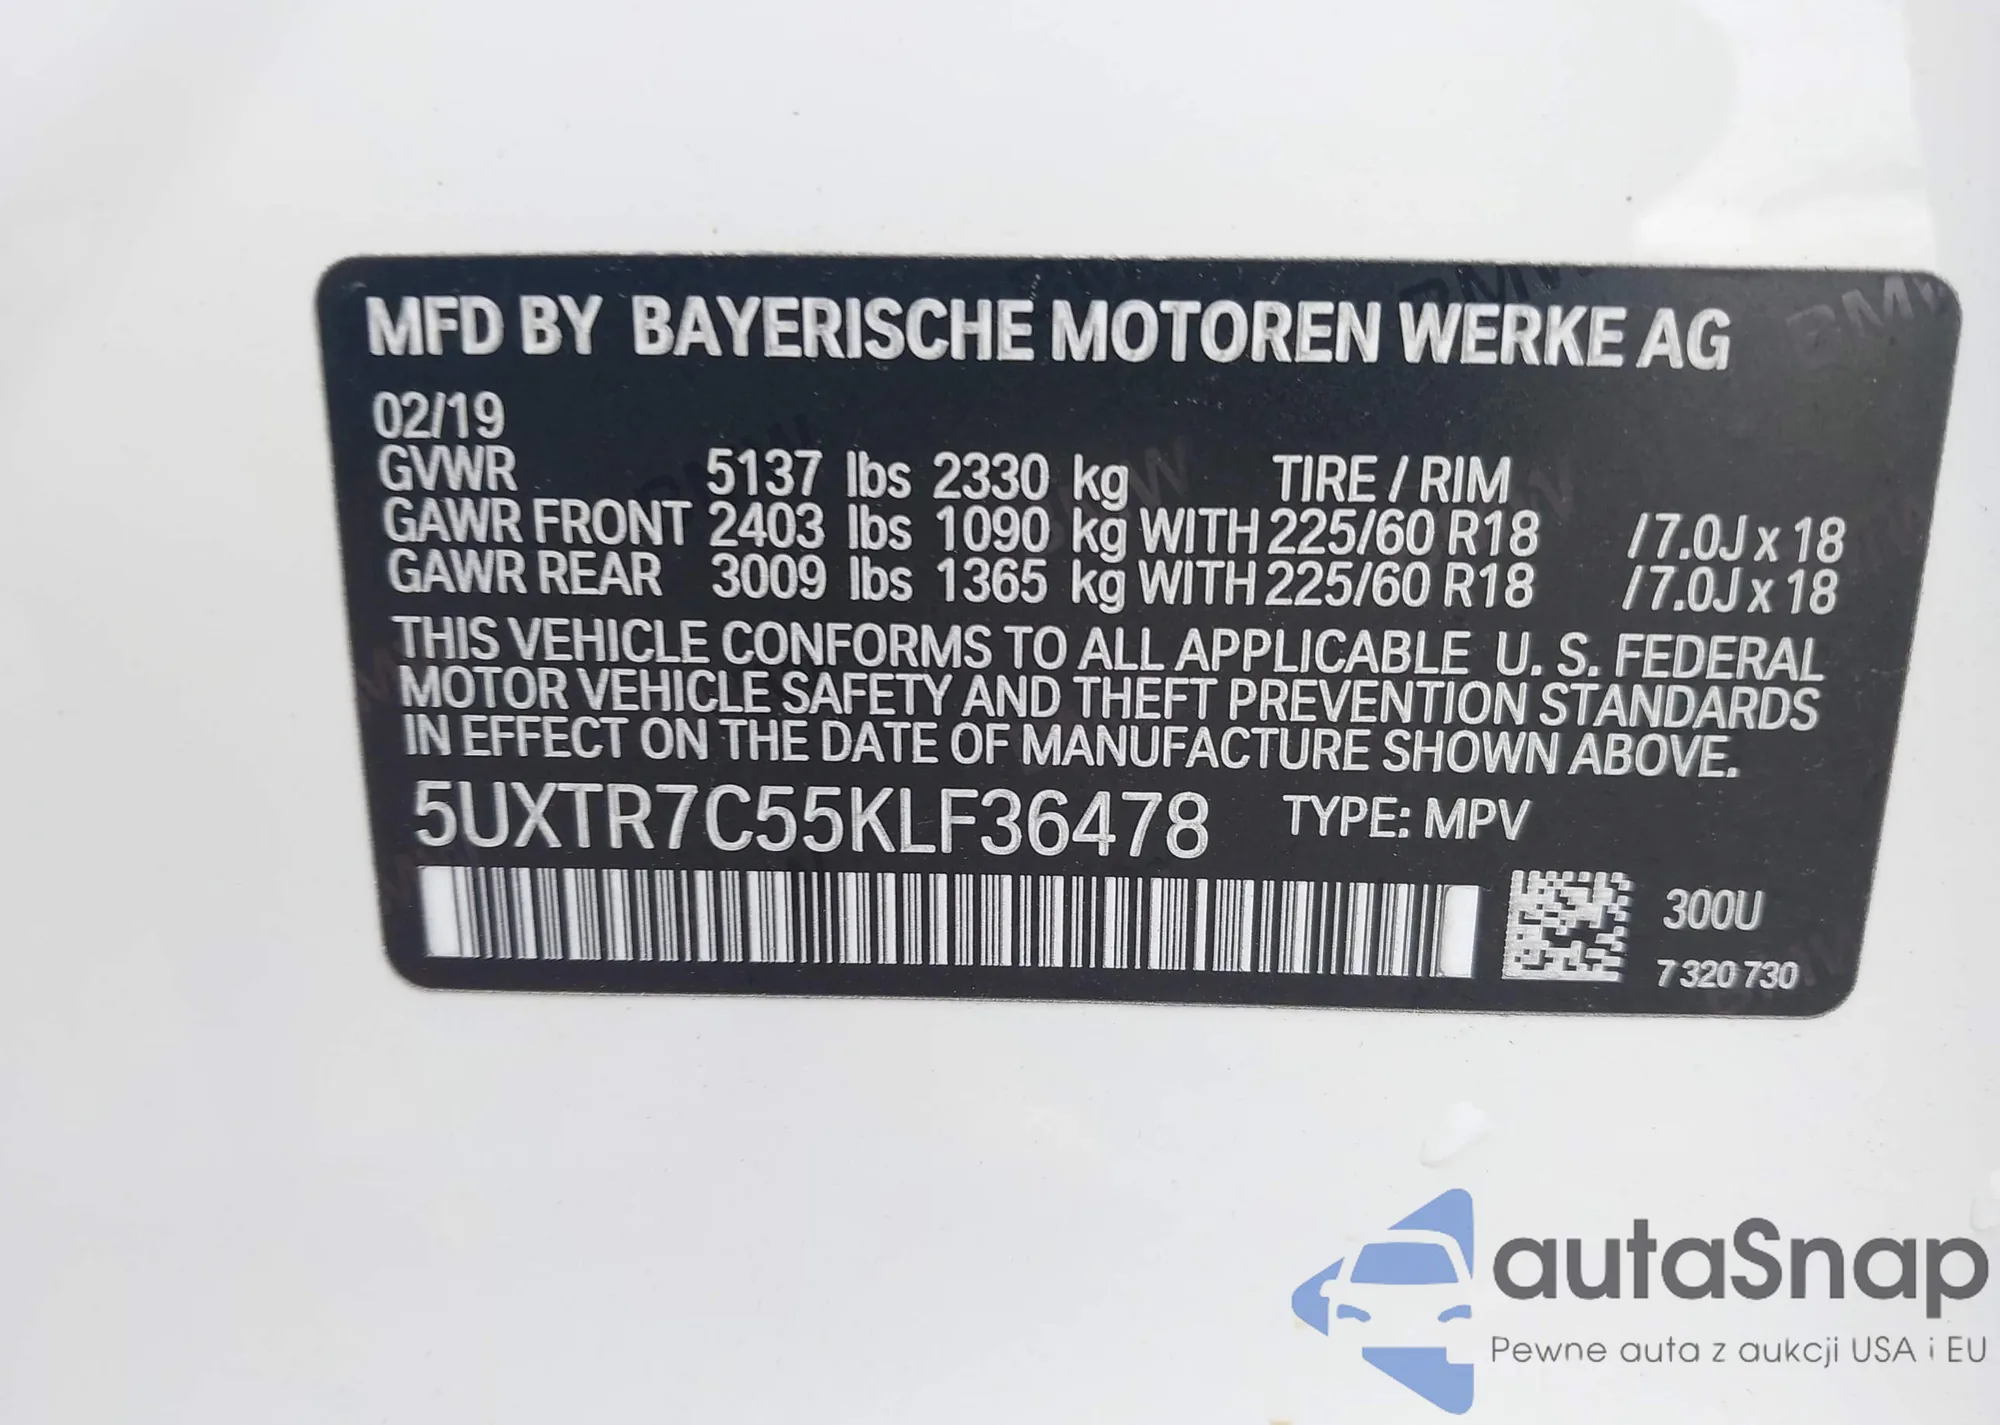 MFD BY BAYERISCHE MOTOREN WERKE AG
02/19
GVWR 5137 lbs 2330 kg TIRE / RIM
GAWR FRONT 2403 lbs 1090 kg WITH 225/60 R18 /7.0J x 18
GAWR REAR 3009 lbs 1365 kg WITH 225/60 R18 /7.0J x 18
THIS VEHICLE CONFORMS TO ALL APPLICABLE U. S. FEDERAL
MOTOR VEHICLE SAFETY AND THEFT PREVENTION STANDARDS
IN EFFECT ON THE DATE OF MANUFACTURE SHOWN ABOVE.
5UXTR7C55KLF36478 TYPE: MPV
300U
7 320 730
autaSnap
Pewne auta z aukcji USA i EU